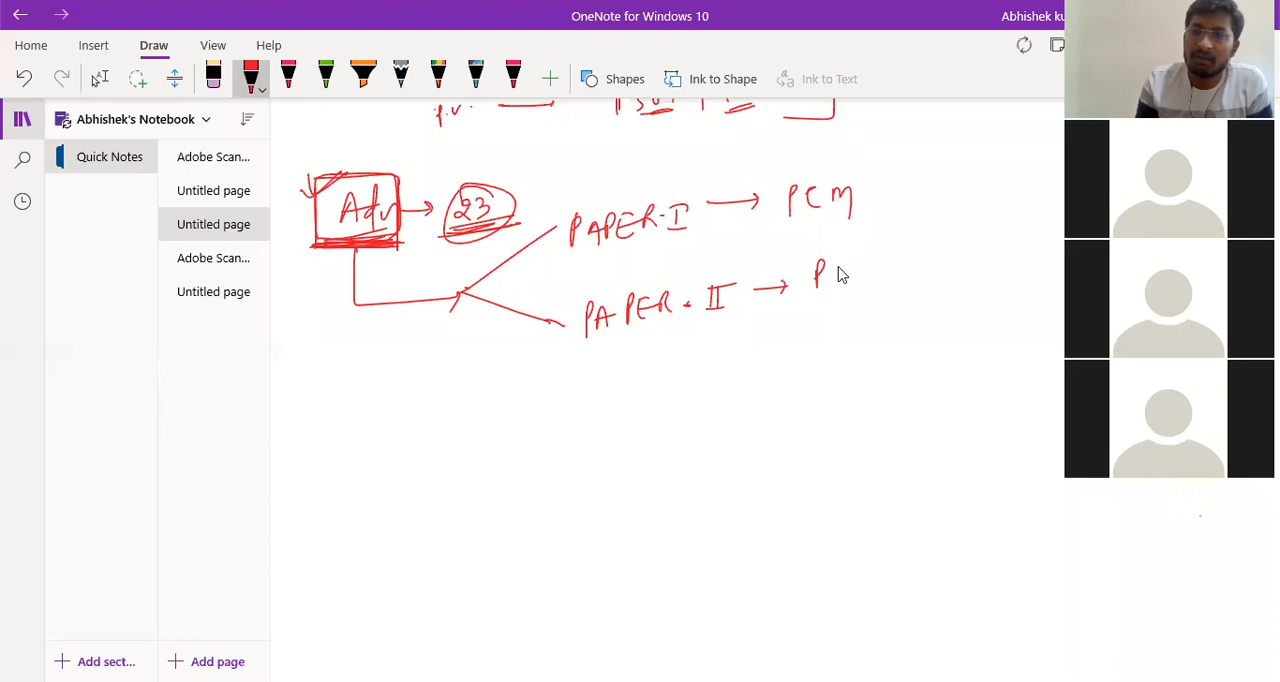 OneNote for Windows 10
Abhishek ku
Home Insert Draw View Help
Shapes Ink to Shape Ink to Text
Abhishek's Notebook
Quick Notes
Adobe Scan...
Untitled page
Untitled page
Adobe Scan...
Untitled page
P.V.
Adv → 23
PAPER-I → PCM
PAPER-II → P
+ Add sect...
+ Add page